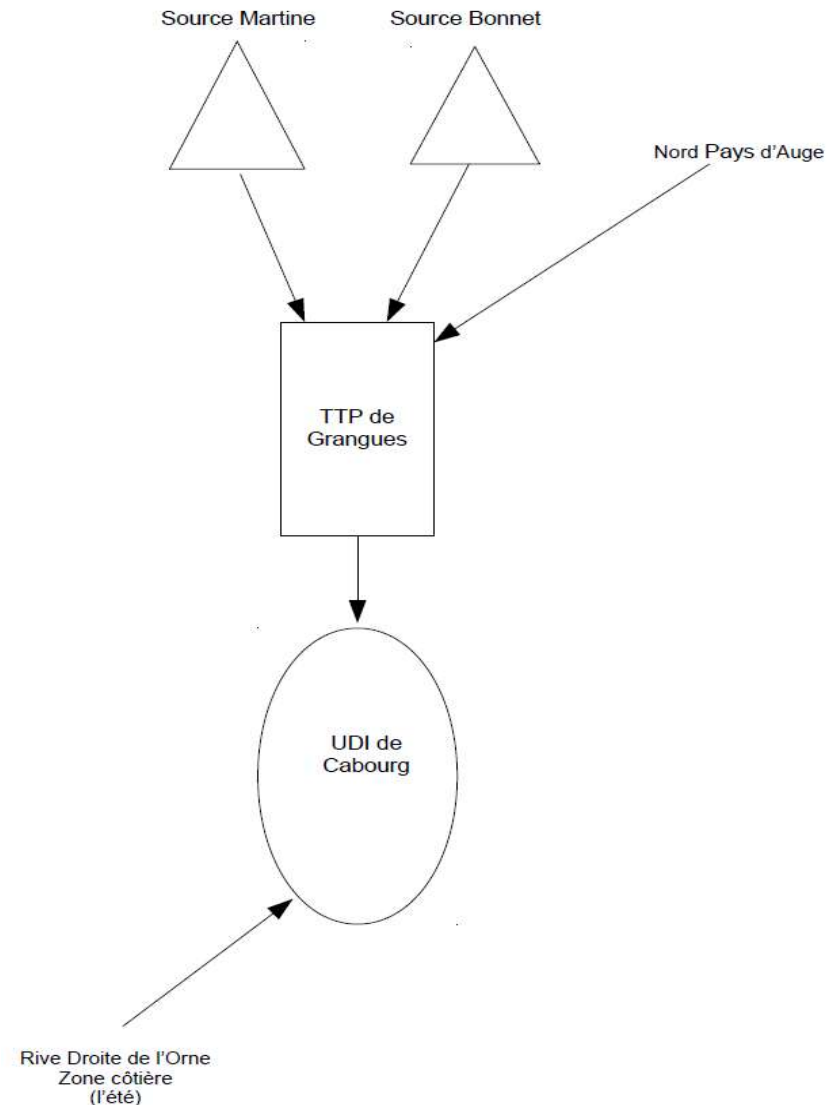 Source Martine
Source Bonnet
Nord Pays d'Auge
TTP de
Grangues
UDI de
Cabourg
Rive Droite de l'Orne
Zone côtière
(l'été)